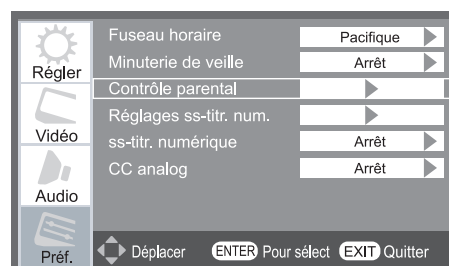 Régler
Vidéo
Audio
Préf.
Fuseau horaire Pacifique
Minuterie de veille Arrêt
Contrôle parental
Réglages ss-titr. num.
ss-titr. numérique Arrêt
CC analog Arrêt
Déplacer ENTER Pour sélect EXIT Quitter